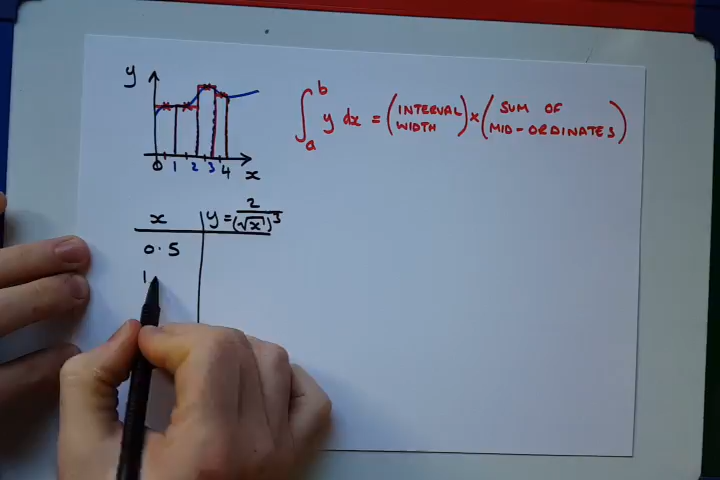 y
0 1 2 3 4 x
∫ₐᵇ y dx = (INTERVAL WIDTH) × (SUM OF MID-ORDINATES)
x y = 2/(√x)³
0.5
1